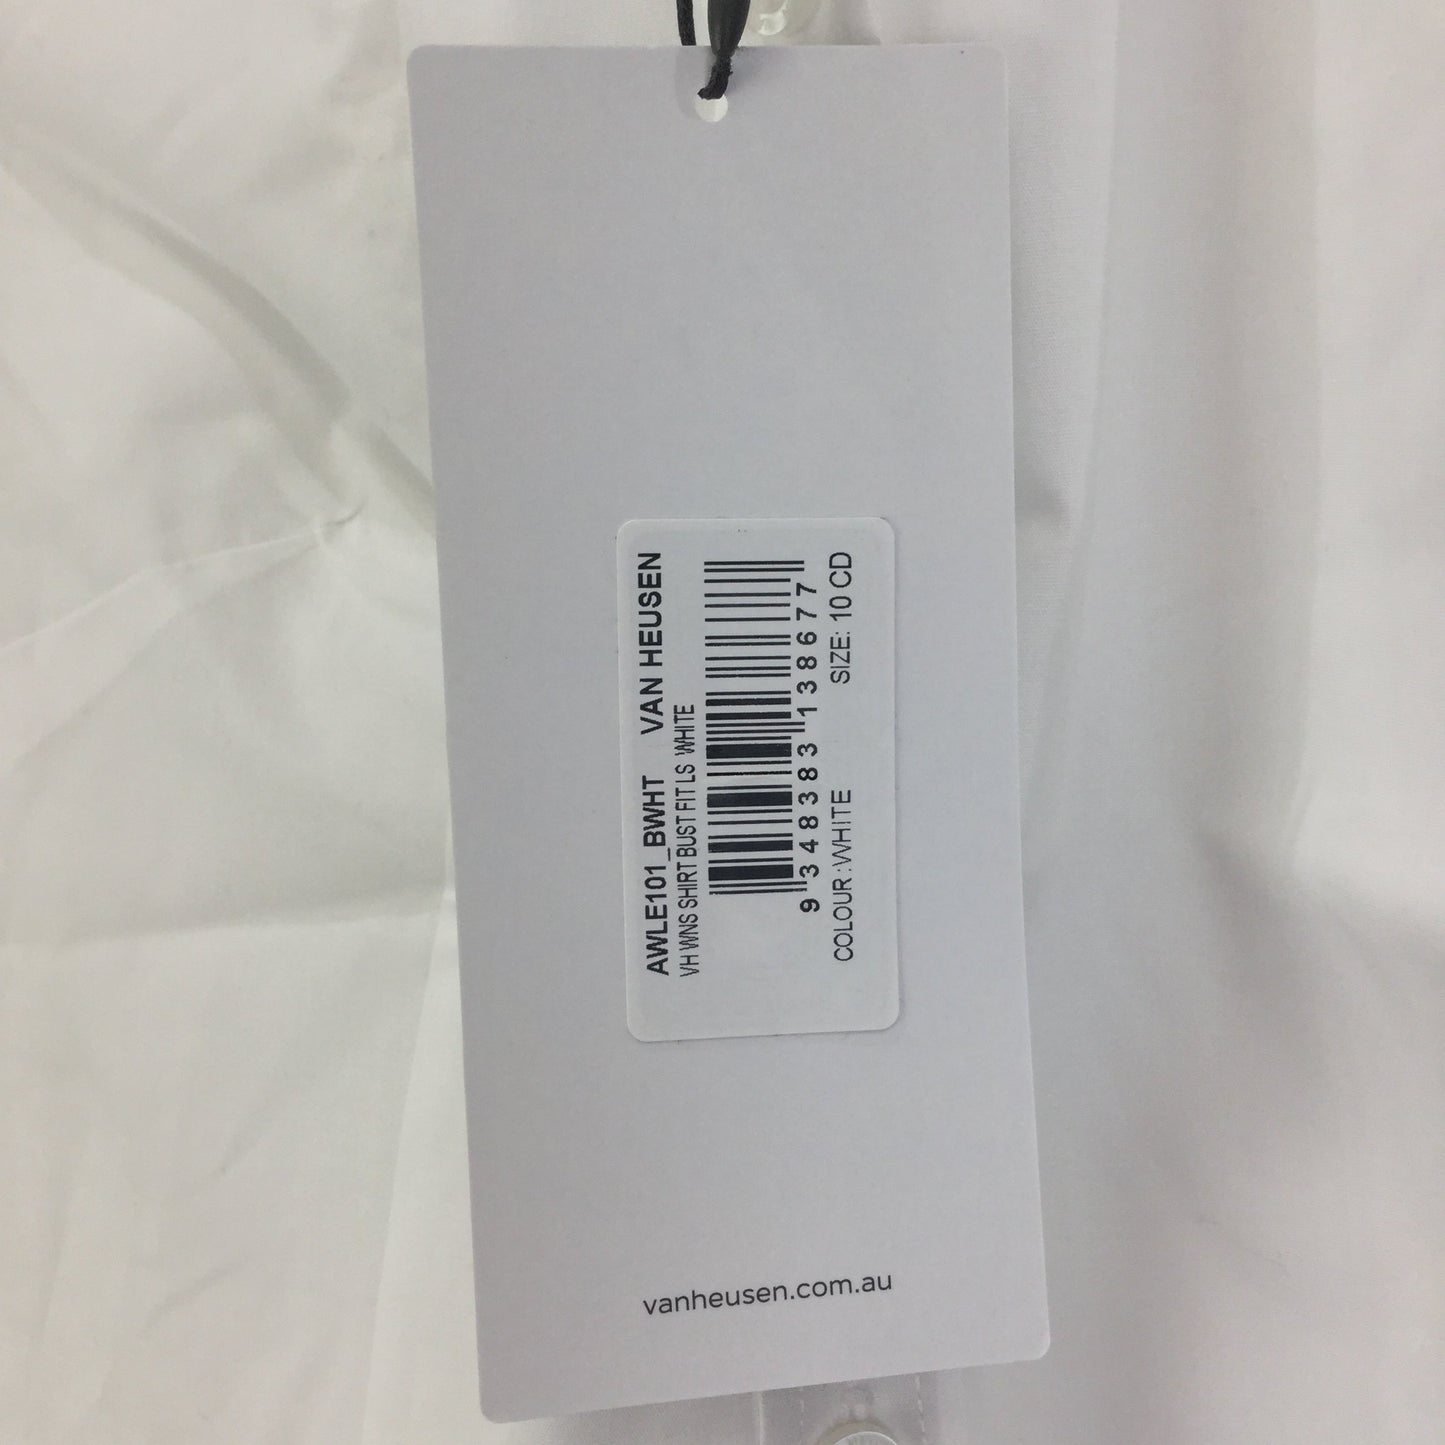 AWLE101_BWHT VAN HEUSEN
VH WNS SHIRT BUST FIT LS WHITE
9 348383 138677
COLOUR:WHITE SIZE: 10 CD
vanheusen.com.au